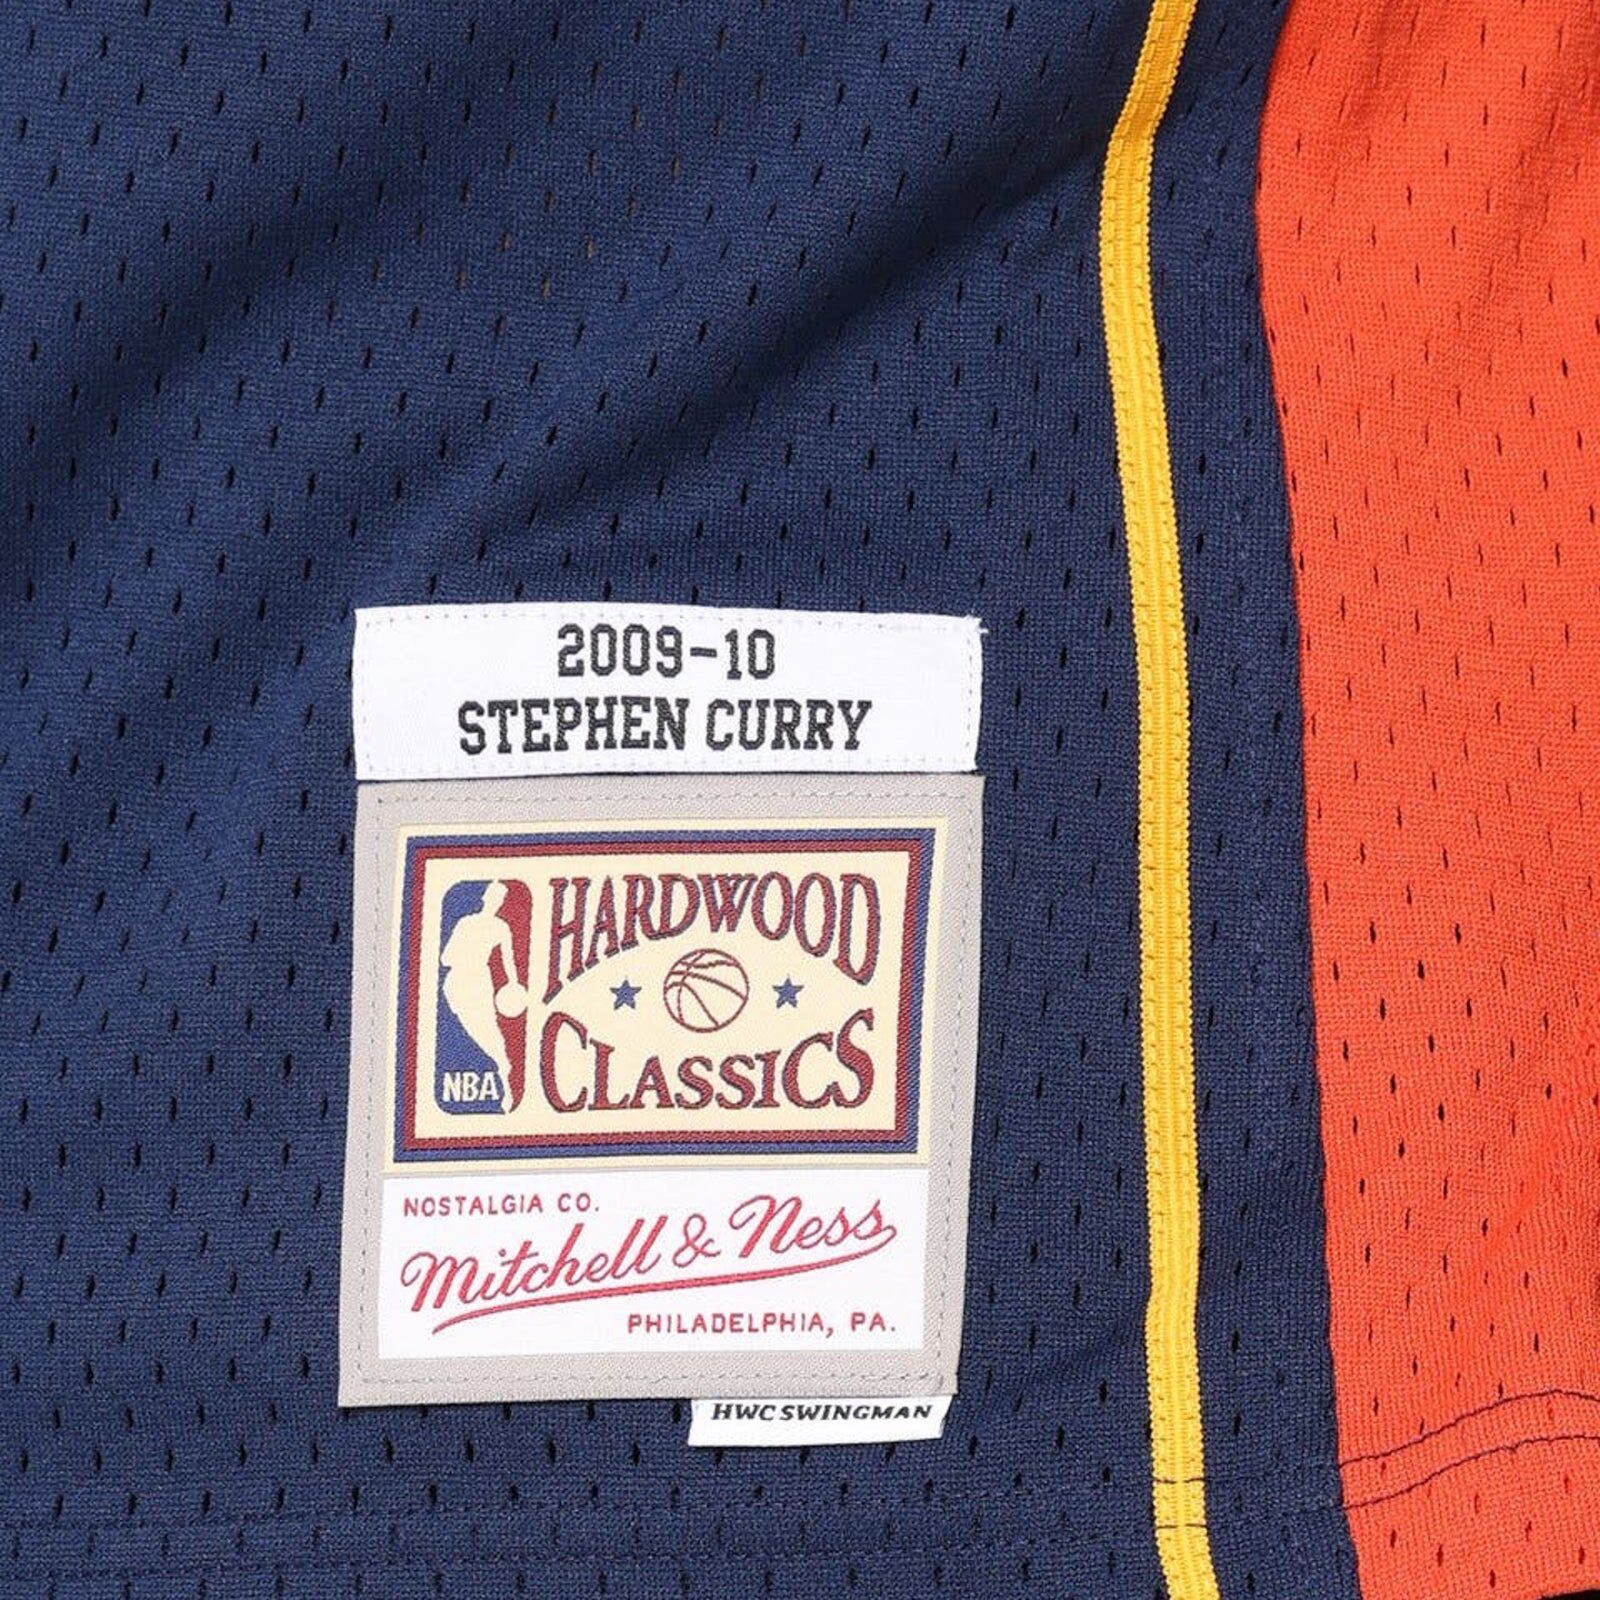 2009-10
STEPHEN CURRY
HARDWOOD
CLASSICS
NBA
NOSTALGIA CO.
Mitchell & Ness
PHILADELPHIA, PA.
HWC SWINGMAN